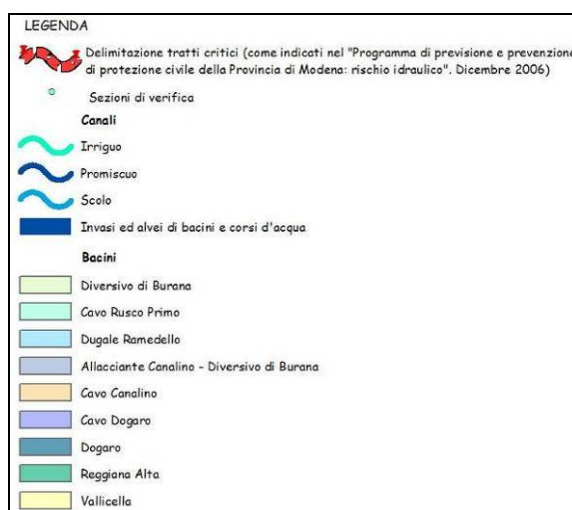 LEGENDA
Delimitazione tratti critici (come indicati nel "Programma di previsione e prevenzione
di protezione civile della Provincia di Modena: rischio idraulico". Dicembre 2006)
Sezioni di verifica
Canali
Irriguo
Promiscuo
Scolo
Invasi ed alvei di bacini e corsi d'acqua
Bacini
Diversivo di Burana
Cavo Rusco Primo
Dugale Ramedello
Allacciante Canalino - Diversivo di Burana
Cavo Canalino
Cavo Dogaro
Dogaro
Reggiana Alta
Vallicella